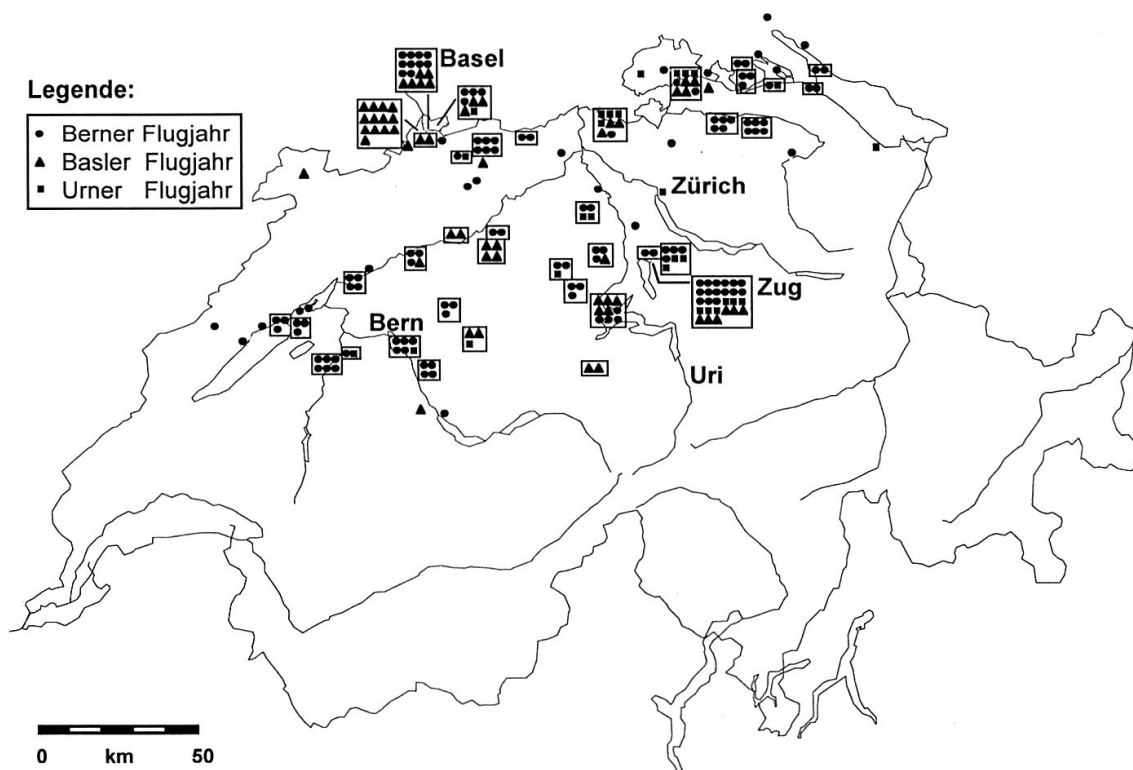 Basel
Legende:
Berner Flugjahr
Basler Flugjahr
Urner Flugjahr
Zürich
Zug
Bern
Uri
0 km 50